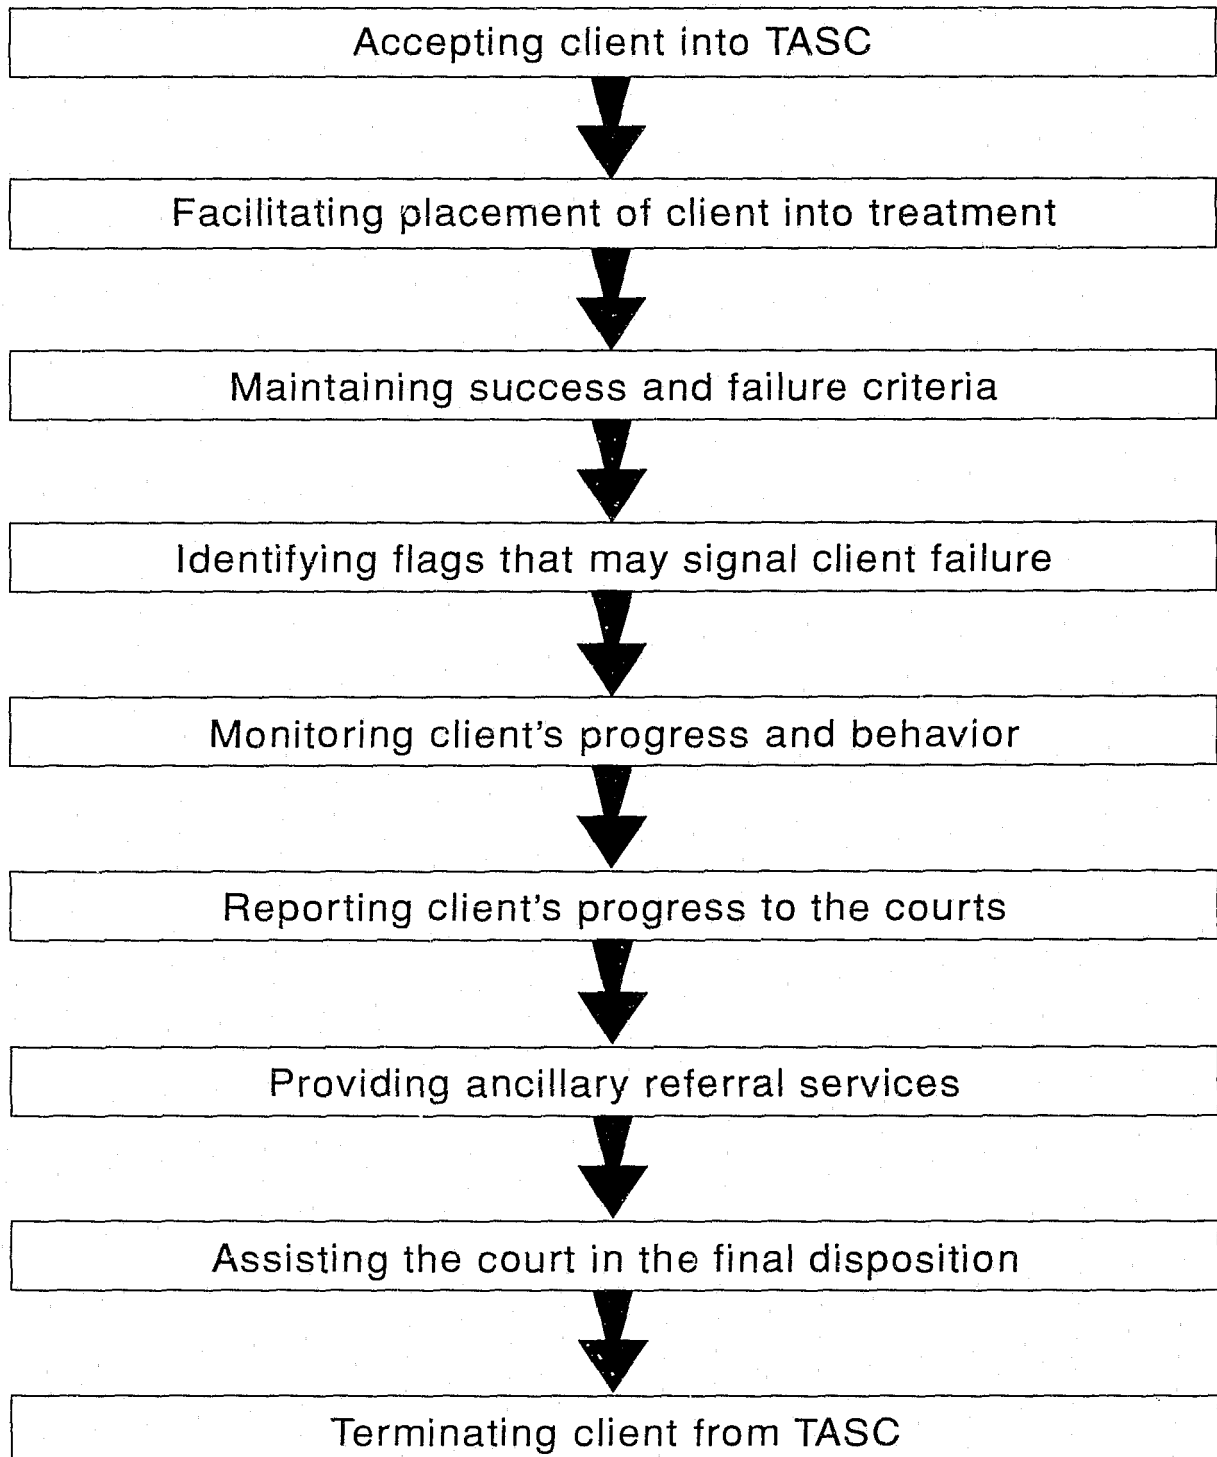 Accepting client into TASC
Facilitating placement of client into treatment
Maintaining success and failure criteria
Identifying flags that may signal client failure
Monitoring client's progress and behavior
Reporting client's progress to the courts
Providing ancillary referral services
Assisting the court in the final disposition
Terminating client from TASC